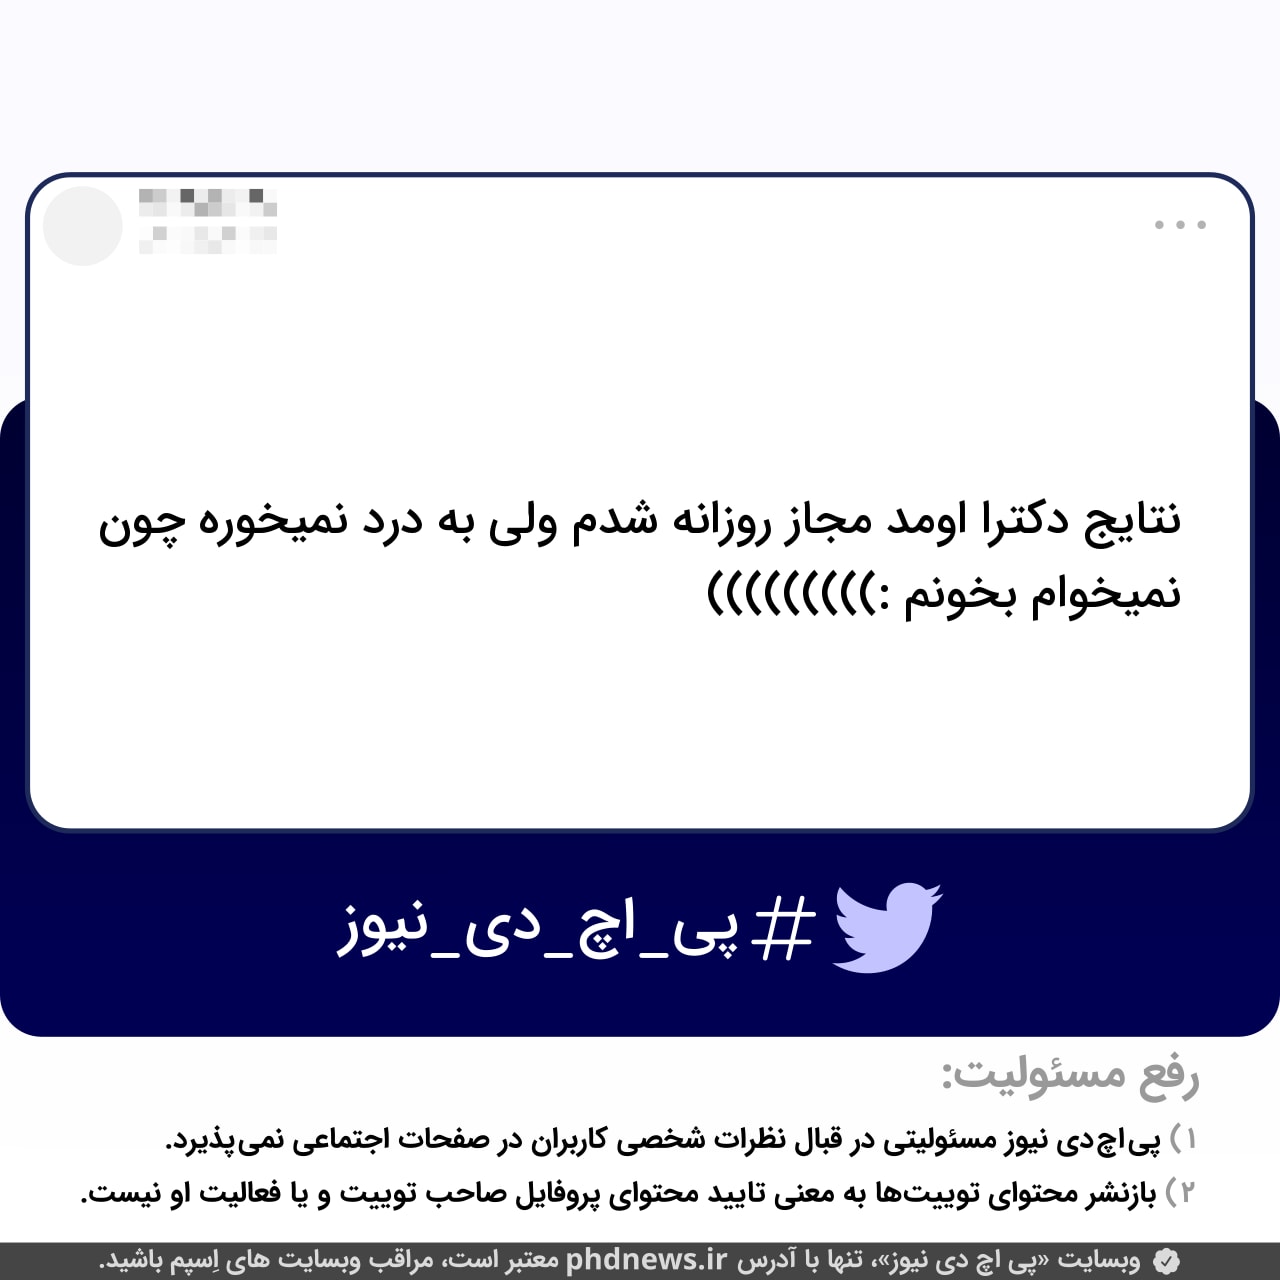 نتایج دکترا اومد مجاز روزانه شدم ولی به درد نمیخوره چون
نمیخوام بخونم :)))))))))
#پی_اچ_دی_نیوز
رفع مسئولیت:
۱) پی‌اچ‌دی نیوز مسئولیتی در قبال نظرات شخصی کاربران در صفحات اجتماعی نمی‌پذیرد.
۲) بازنشر محتوای توییت‌ها به معنی تایید محتوای پروفایل صاحب توییت و یا فعالیت او نیست.
وبسایت «پی اچ دی نیوز»، تنها با آدرس phdnews.ir معتبر است، مراقب وبسایت های اِسپم باشید.